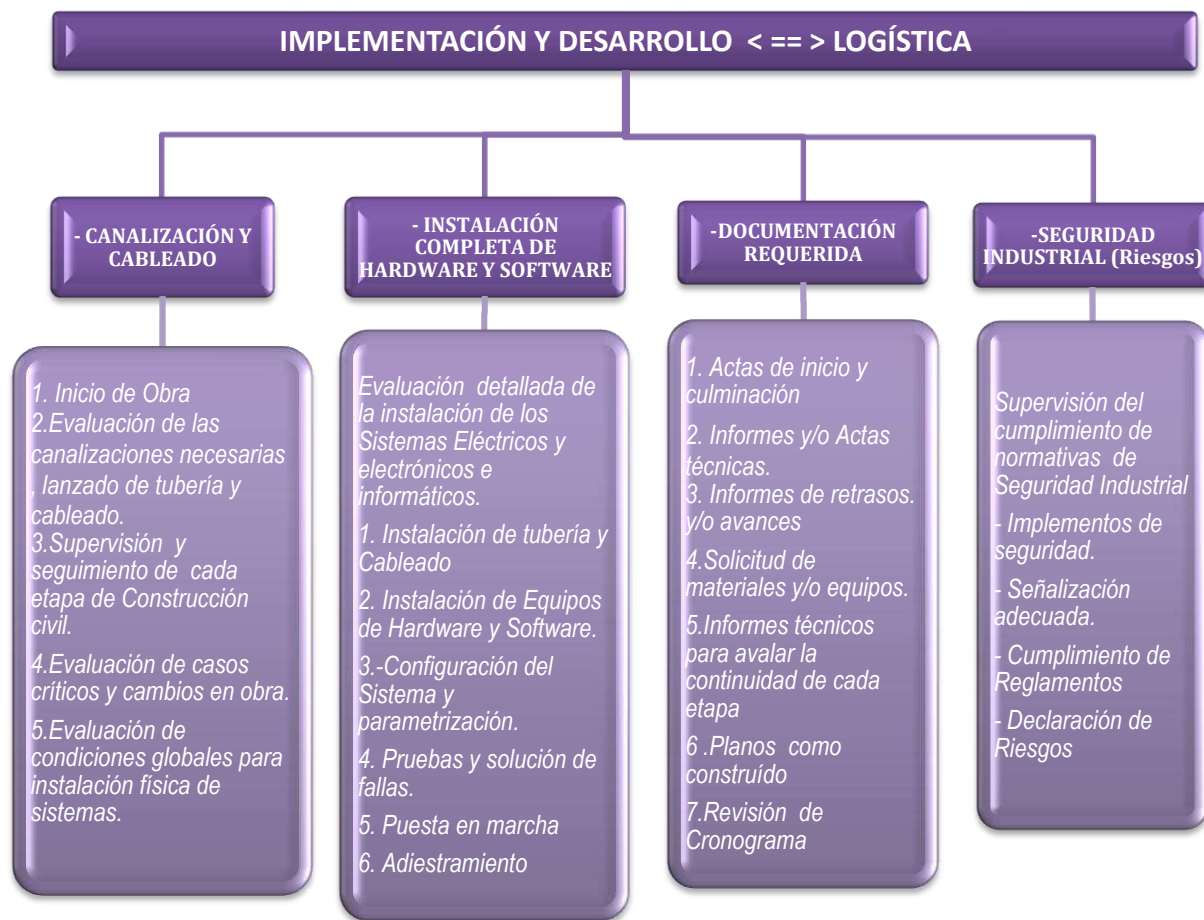 IMPLEMENTACIÓN Y DESARROLLO < == > LOGÍSTICA
- CANALIZACIÓN Y
CABLEADO
1. Inicio de Obra
2.Evaluación de las
canalizaciones necesarias
, lanzado de tubería y
cableado.
3.Supervisión y
seguimiento de cada
etapa de Construcción
civil.
4.Evaluación de casos
críticos y cambios en obra.
5.Evaluación de
condiciones globales para
instalación física de
sistemas.
- INSTALACIÓN
COMPLETA DE
HARDWARE Y SOFTWARE
Evaluación detallada de
la instalación de los
Sistemas Eléctricos y
electrónicos e
informáticos.
1. Instalación de tubería y
Cableado
2. Instalación de Equipos
de Hardware y Software.
3.-Configuración del
Sistema y
parametrización.
4. Pruebas y solución de
fallas.
5. Puesta en marcha
6. Adiestramiento
-DOCUMENTACIÓN
REQUERIDA
1. Actas de inicio y
culminación
2. Informes y/o Actas
técnicas.
3. Informes de retrasos.
y/o avances
4.Solicitud de
materiales y/o equipos.
5.Informes técnicos
para avalar la
continuidad de cada
etapa
6 .Planos como
construído
7.Revisión de
Cronograma
-SEGURIDAD
INDUSTRIAL (Riesgos)
Supervisión del
cumplimiento de
normativas de
Seguridad Industrial
- Implementos de
seguridad.
- Señalización
adecuada.
- Cumplimiento de
Reglamentos
- Declaración de
Riesgos